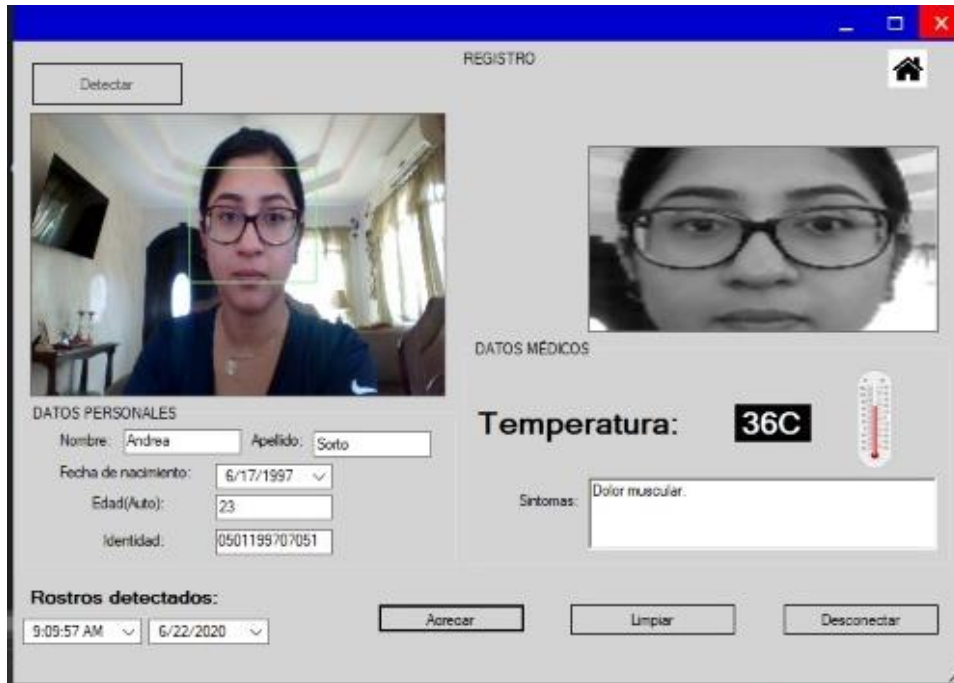 REGISTRO
Detectar
DATOS PERSONALES
Nombre: Andrea Apellido: Sorto
Fecha de nacimiento: 6/17/1997
Edad(Auto): 23
Identidad: 0501199707051
DATOS MÉDICOS
Temperatura: 36C
Sintomas: Dolor muscular.
Rostros detectados:
9:09:57 AM 6/22/2020
Agregar Limpiar Desconectar